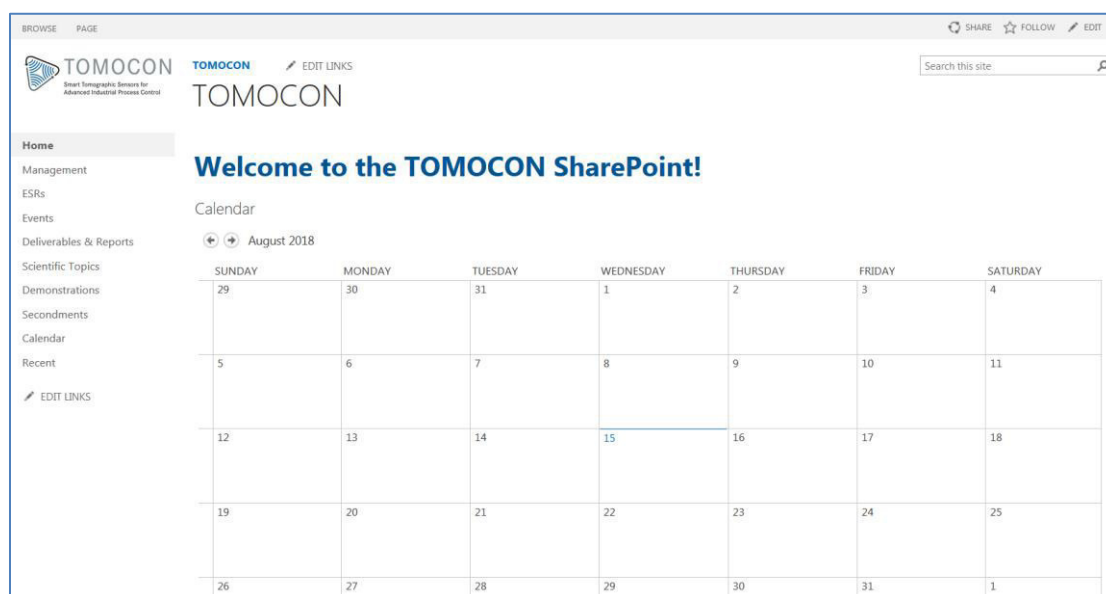 BROWSE PAGE SHARE FOLLOW EDIT
TOMOCON
Smart Tomographic Sensors for
Advanced Industrial Process Control
TOMOCON EDIT LINKS
Search this site
TOMOCON
Home
Management
ESRs
Events
Deliverables & Reports
Scientific Topics
Demonstrations
Secondments
Calendar
Recent
EDIT LINKS
Welcome to the TOMOCON SharePoint!
Calendar
August 2018
SUNDAY MONDAY TUESDAY WEDNESDAY THURSDAY FRIDAY SATURDAY
29 30 31 1 2 3 4
5 6 7 8 9 10 11
12 13 14 15 16 17 18
19 20 21 22 23 24 25
26 27 28 29 30 31 1